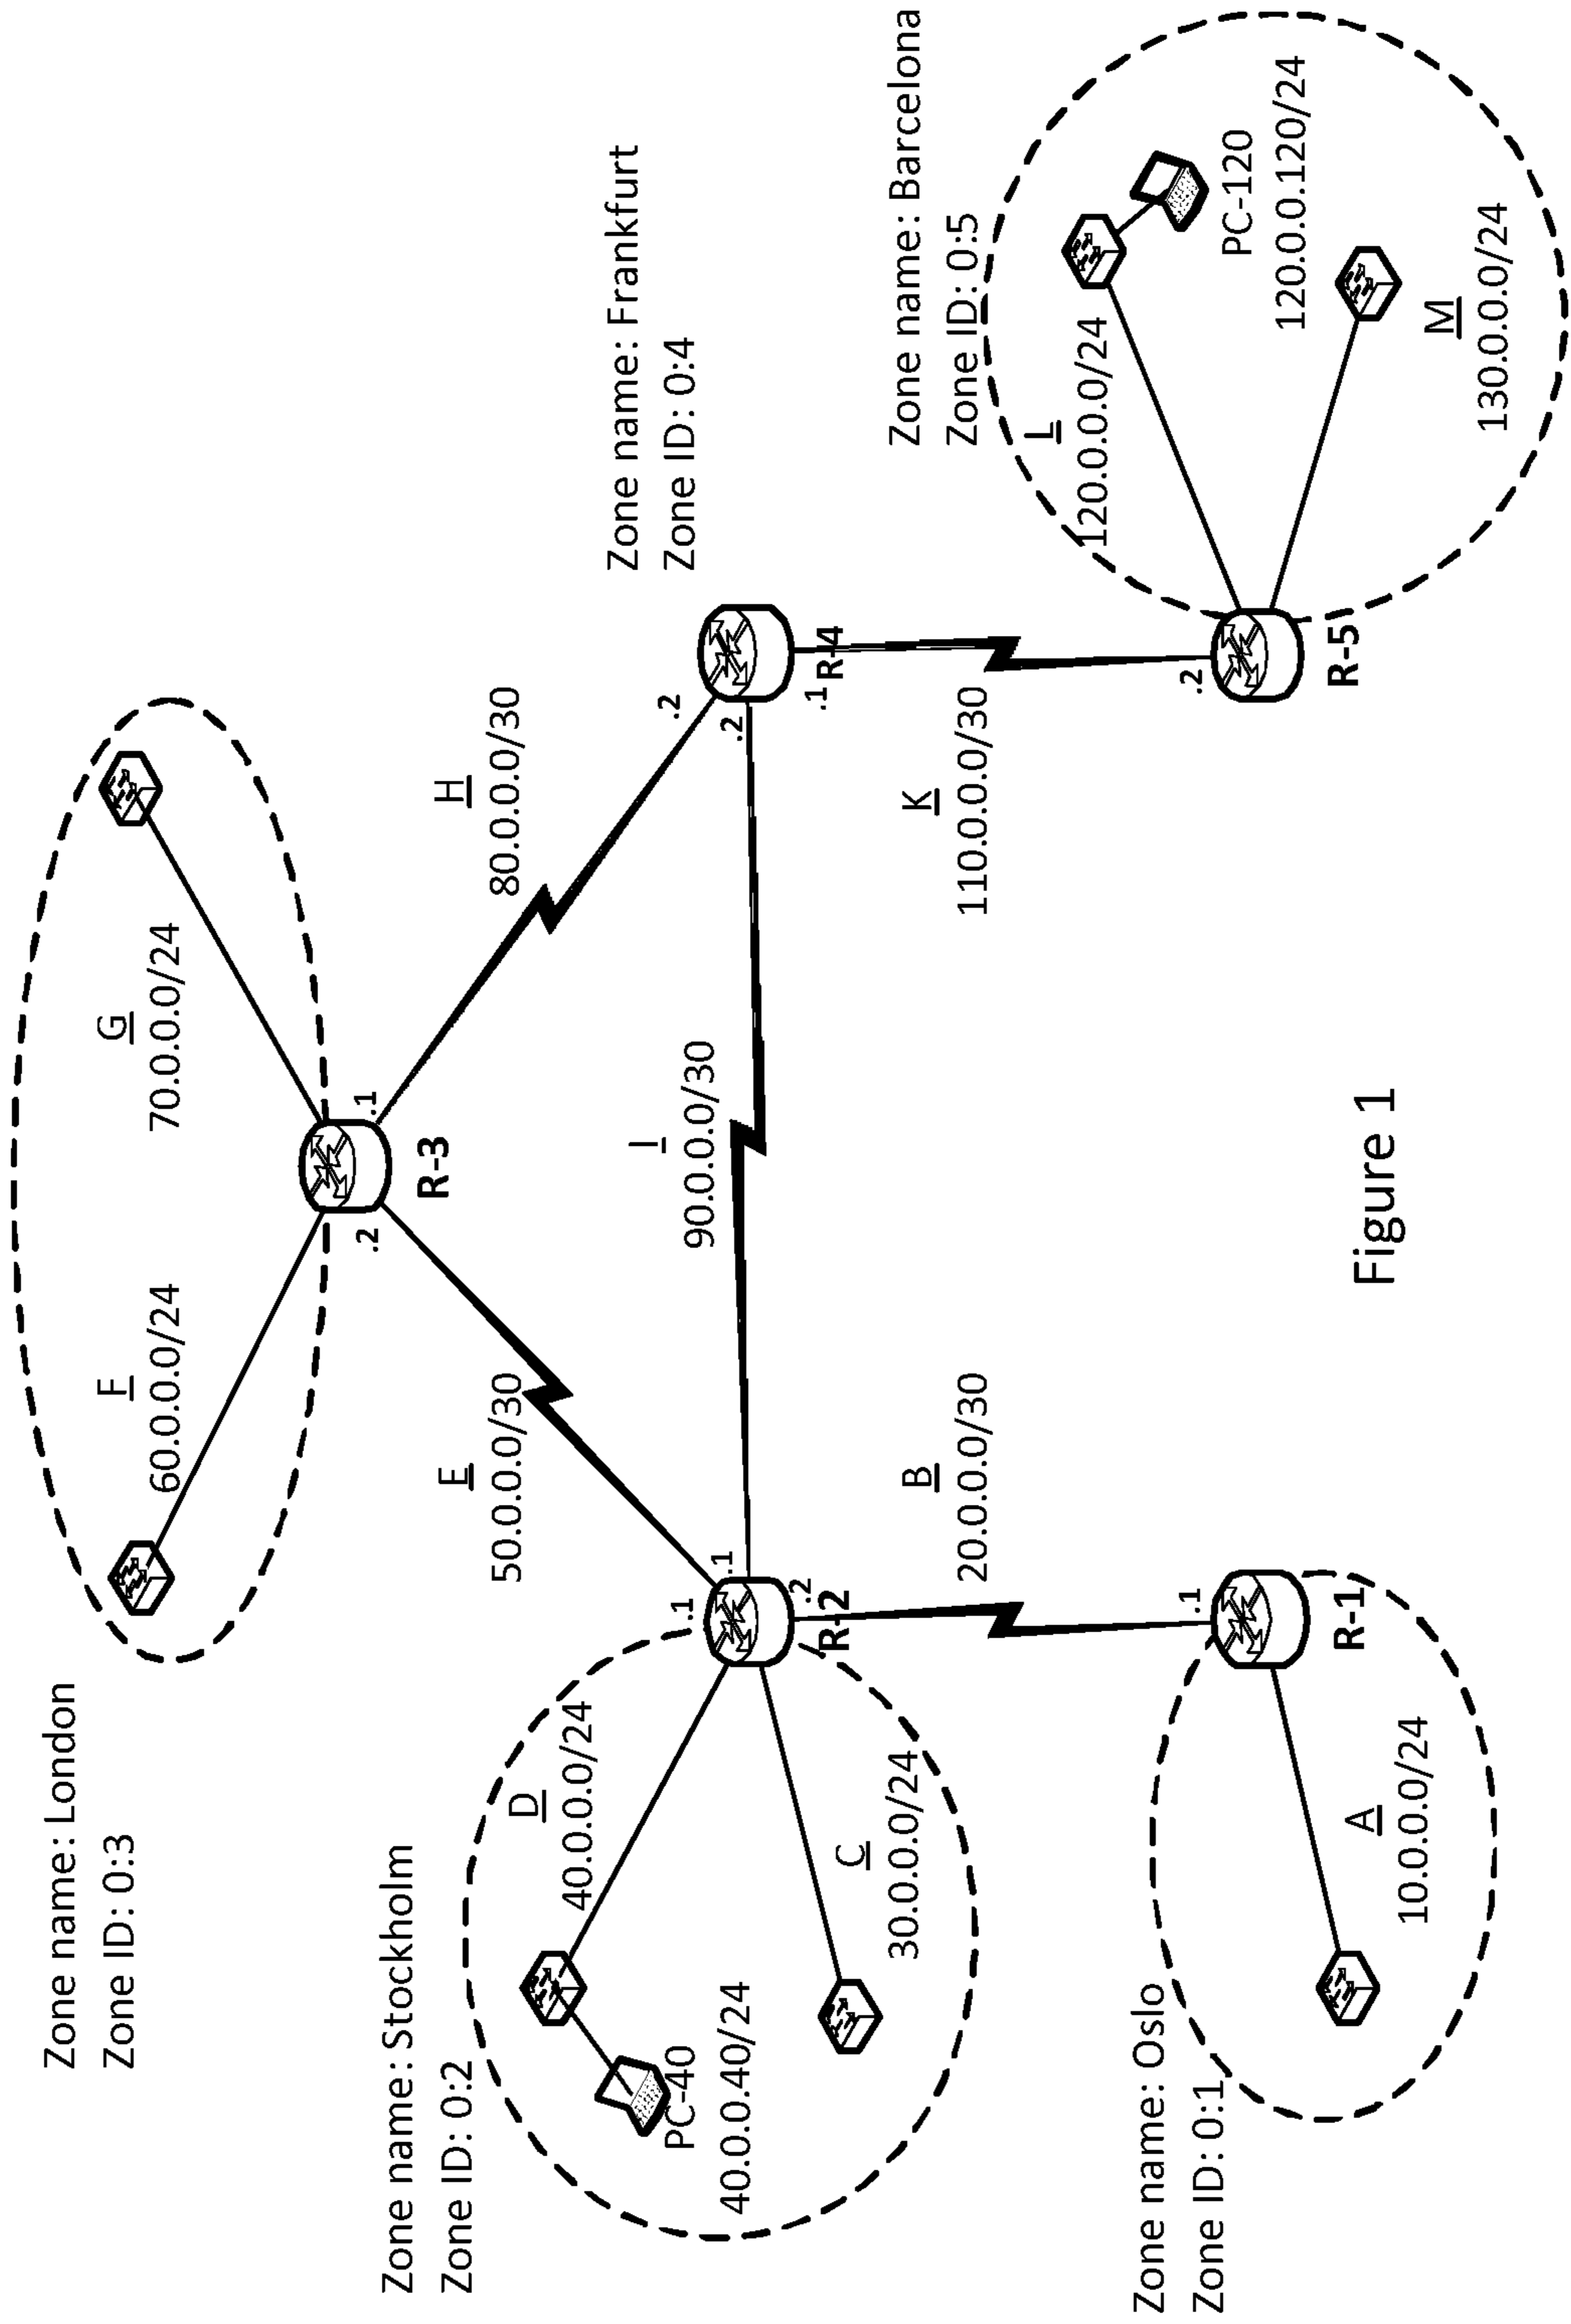 Zone name: London
Zone ID: 0:3
F
60.0.0.0/24
G
70.0.0.0/24
R-3
.2
.1
Zone name: Stockholm
Zone ID: 0:2
D
40.0.0.0/24
PC-40
40.0.0.40/24
C
30.0.0.0/24
R-2
.1
.1
.2
E
50.0.0.0/30
H
80.0.0.0/30
I
90.0.0.0/30
Zone name: Frankfurt
Zone ID: 0:4
R-4
.2
.2
.1
B
20.0.0.0/30
K
110.0.0.0/30
Zone name: Oslo
Zone ID: 0:1
A
10.0.0.0/24
R-1
.1
Zone name: Barcelona
Zone ID: 0:5
L
120.0.0.0/24
PC-120
120.0.0.120/24
M
130.0.0.0/24
R-5
.2
Figure 1